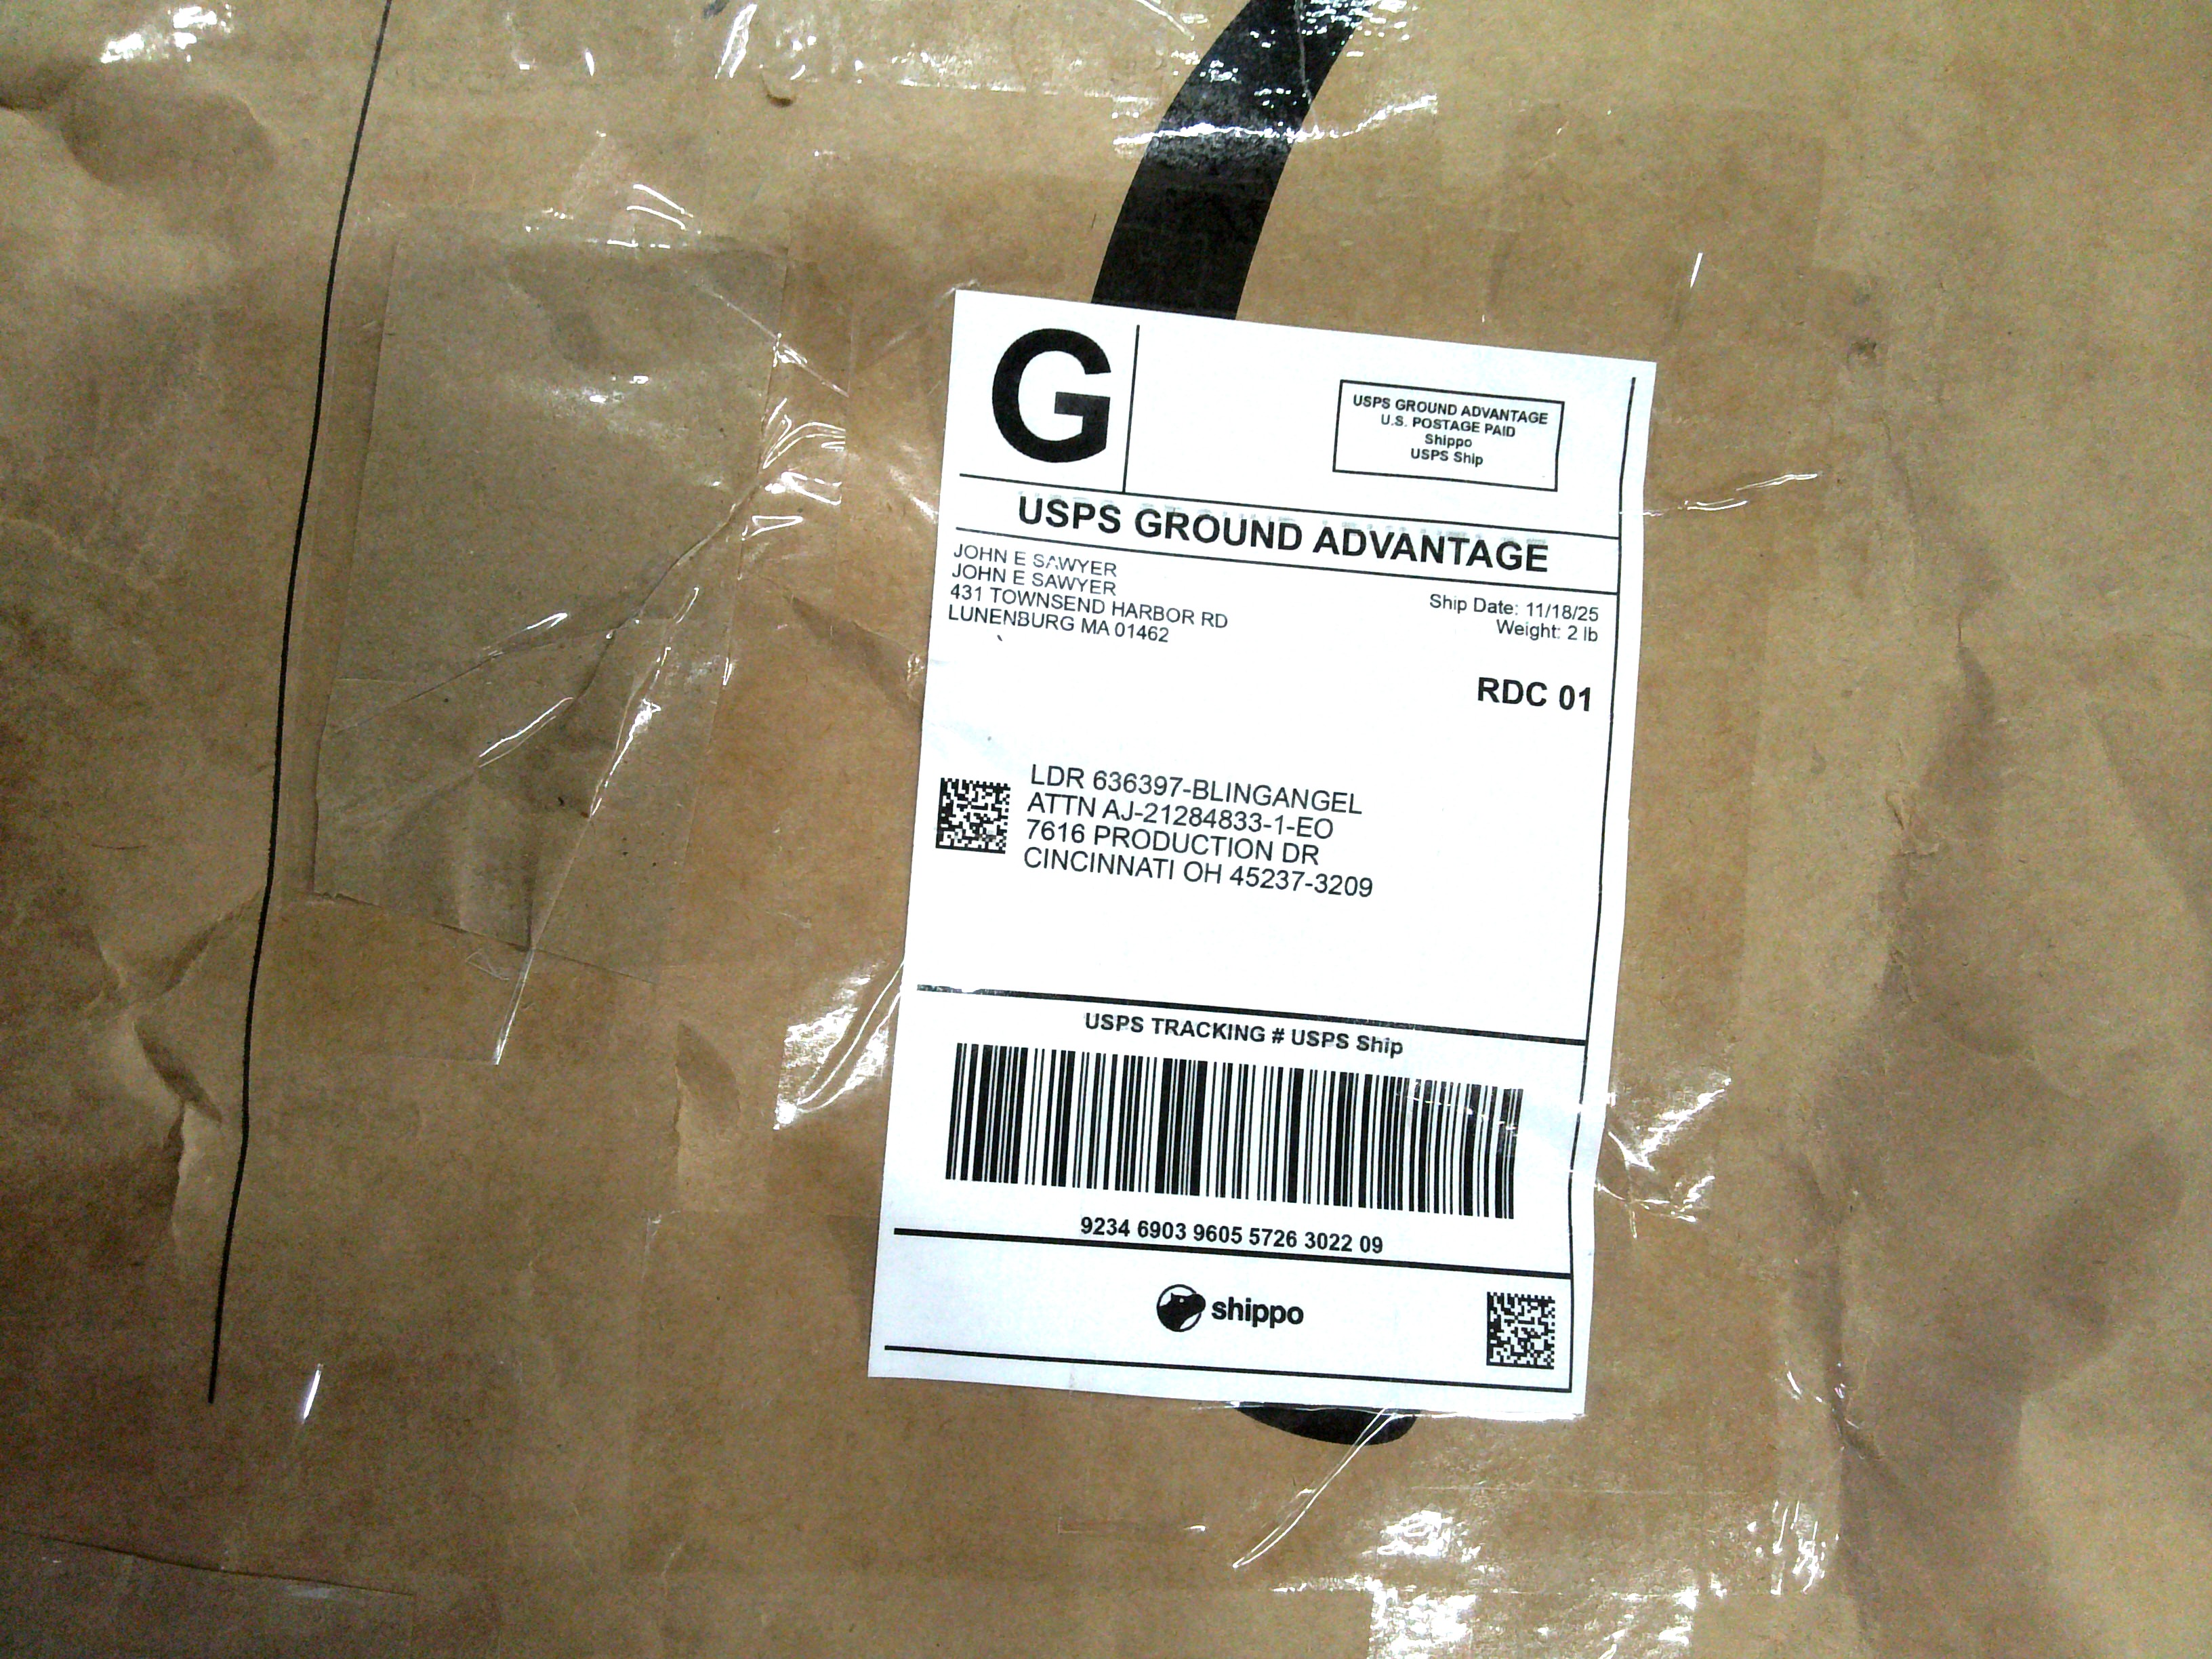 G
USPS GROUND ADVANTAGE
U.S. POSTAGE PAID
Shippo
USPS Ship
USPS GROUND ADVANTAGE
JOHN E SAWYER
JOHN E SAWYER
431 TOWNSEND HARBOR RD
LUNENBURG MA 01462
Ship Date: 11/18/25
Weight: 2 lb
RDC 01
LDR 636397-BLINGANGEL
ATTN AJ-21284833-1-EO
7616 PRODUCTION DR
CINCINNATI OH 45237-3209
USPS TRACKING # USPS Ship
9234 6903 9605 5726 3022 09
shippo